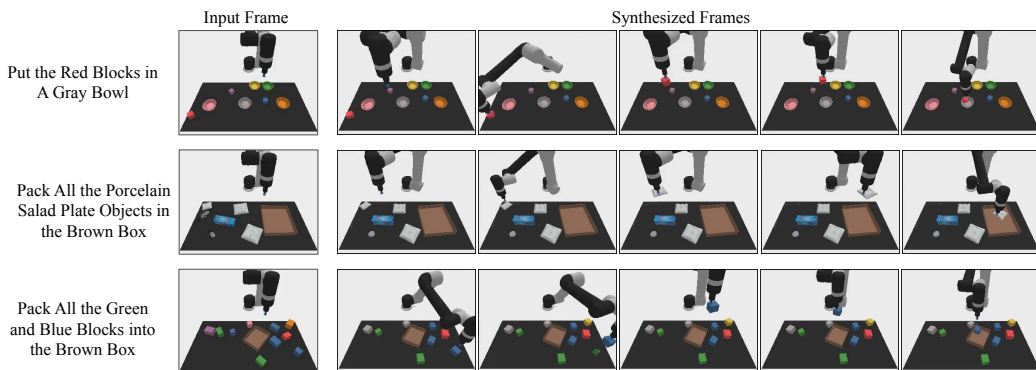 Input Frame
Synthesized Frames
Put the Red Blocks in
A Gray Bowl
Pack All the Porcelain
Salad Plate Objects in
the Brown Box
Pack All the Green
and Blue Blocks into
the Brown Box